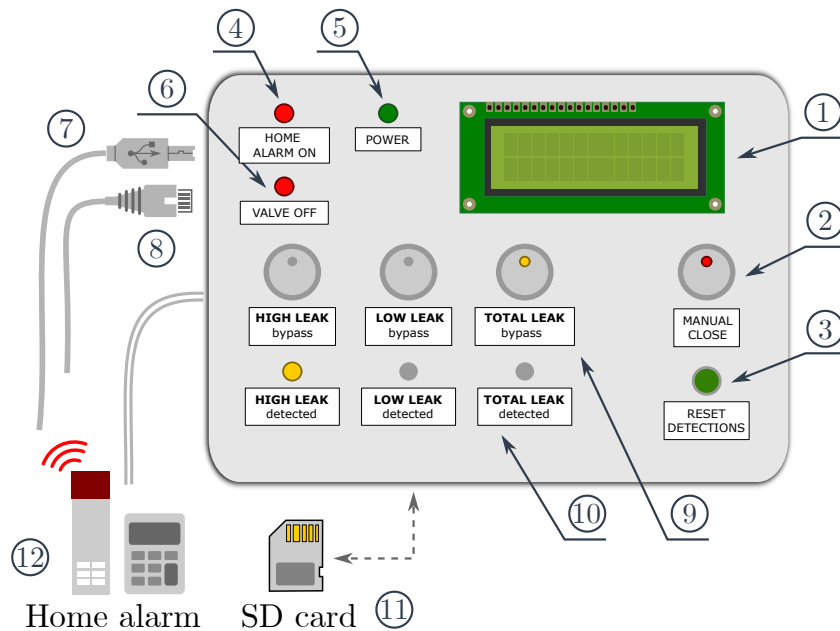 4
5
6
7
1
HOME
ALARM ON
POWER
VALVE OFF
8
2
HIGH LEAK
bypass
LOW LEAK
bypass
TOTAL LEAK
bypass
MANUAL
CLOSE
3
HIGH LEAK
detected
LOW LEAK
detected
TOTAL LEAK
detected
RESET
DETECTIONS
10
9
12
Home alarm
SD card
11